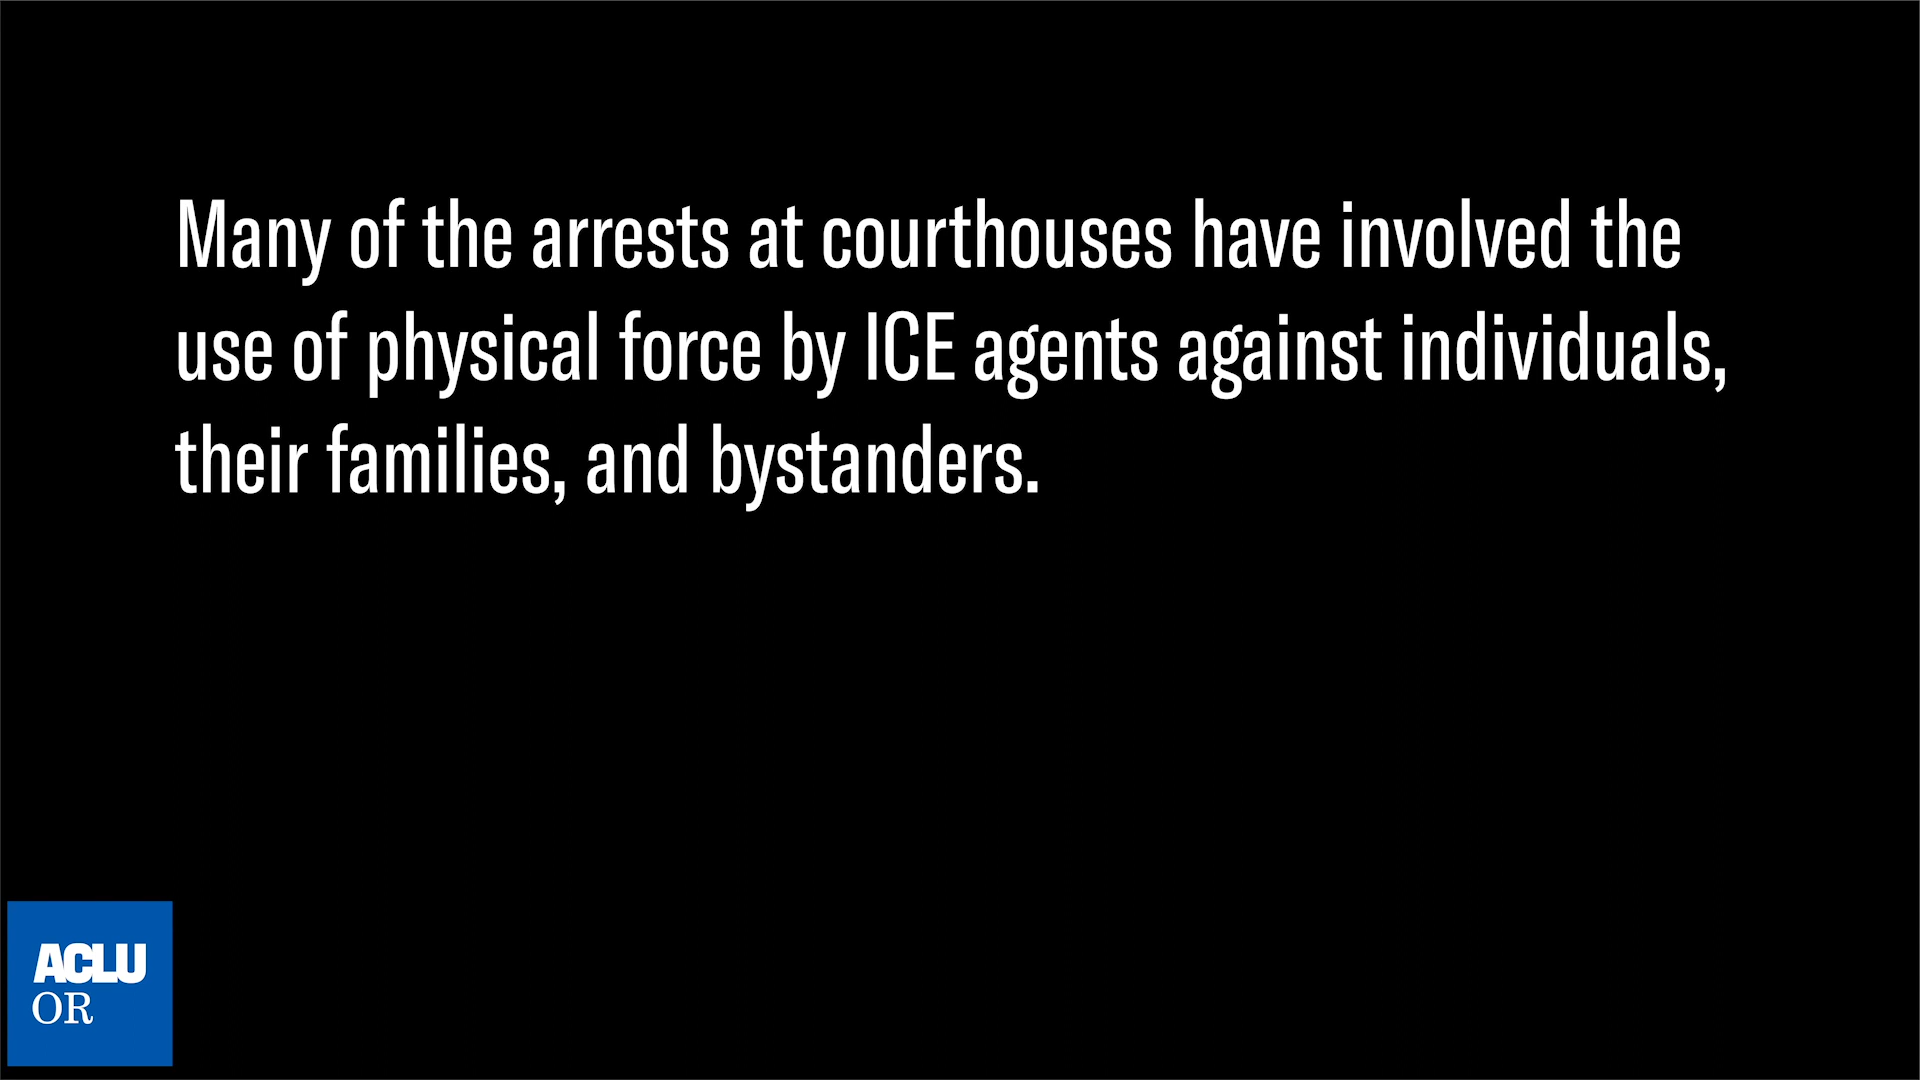 Many of the arrests at courthouses have involved the
use of physical force by ICE agents against individuals,
their families, and bystanders.
ACLU
OR